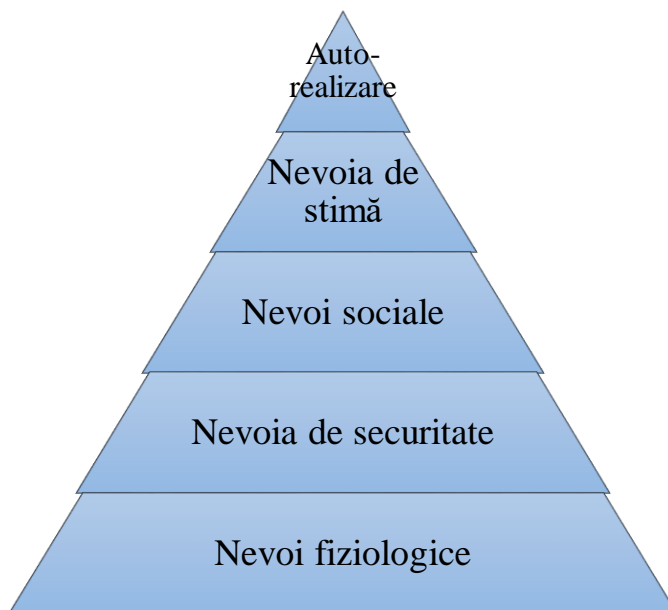 Auto-
realizare
Nevoia de
stimă
Nevoi sociale
Nevoia de securitate
Nevoi fiziologice